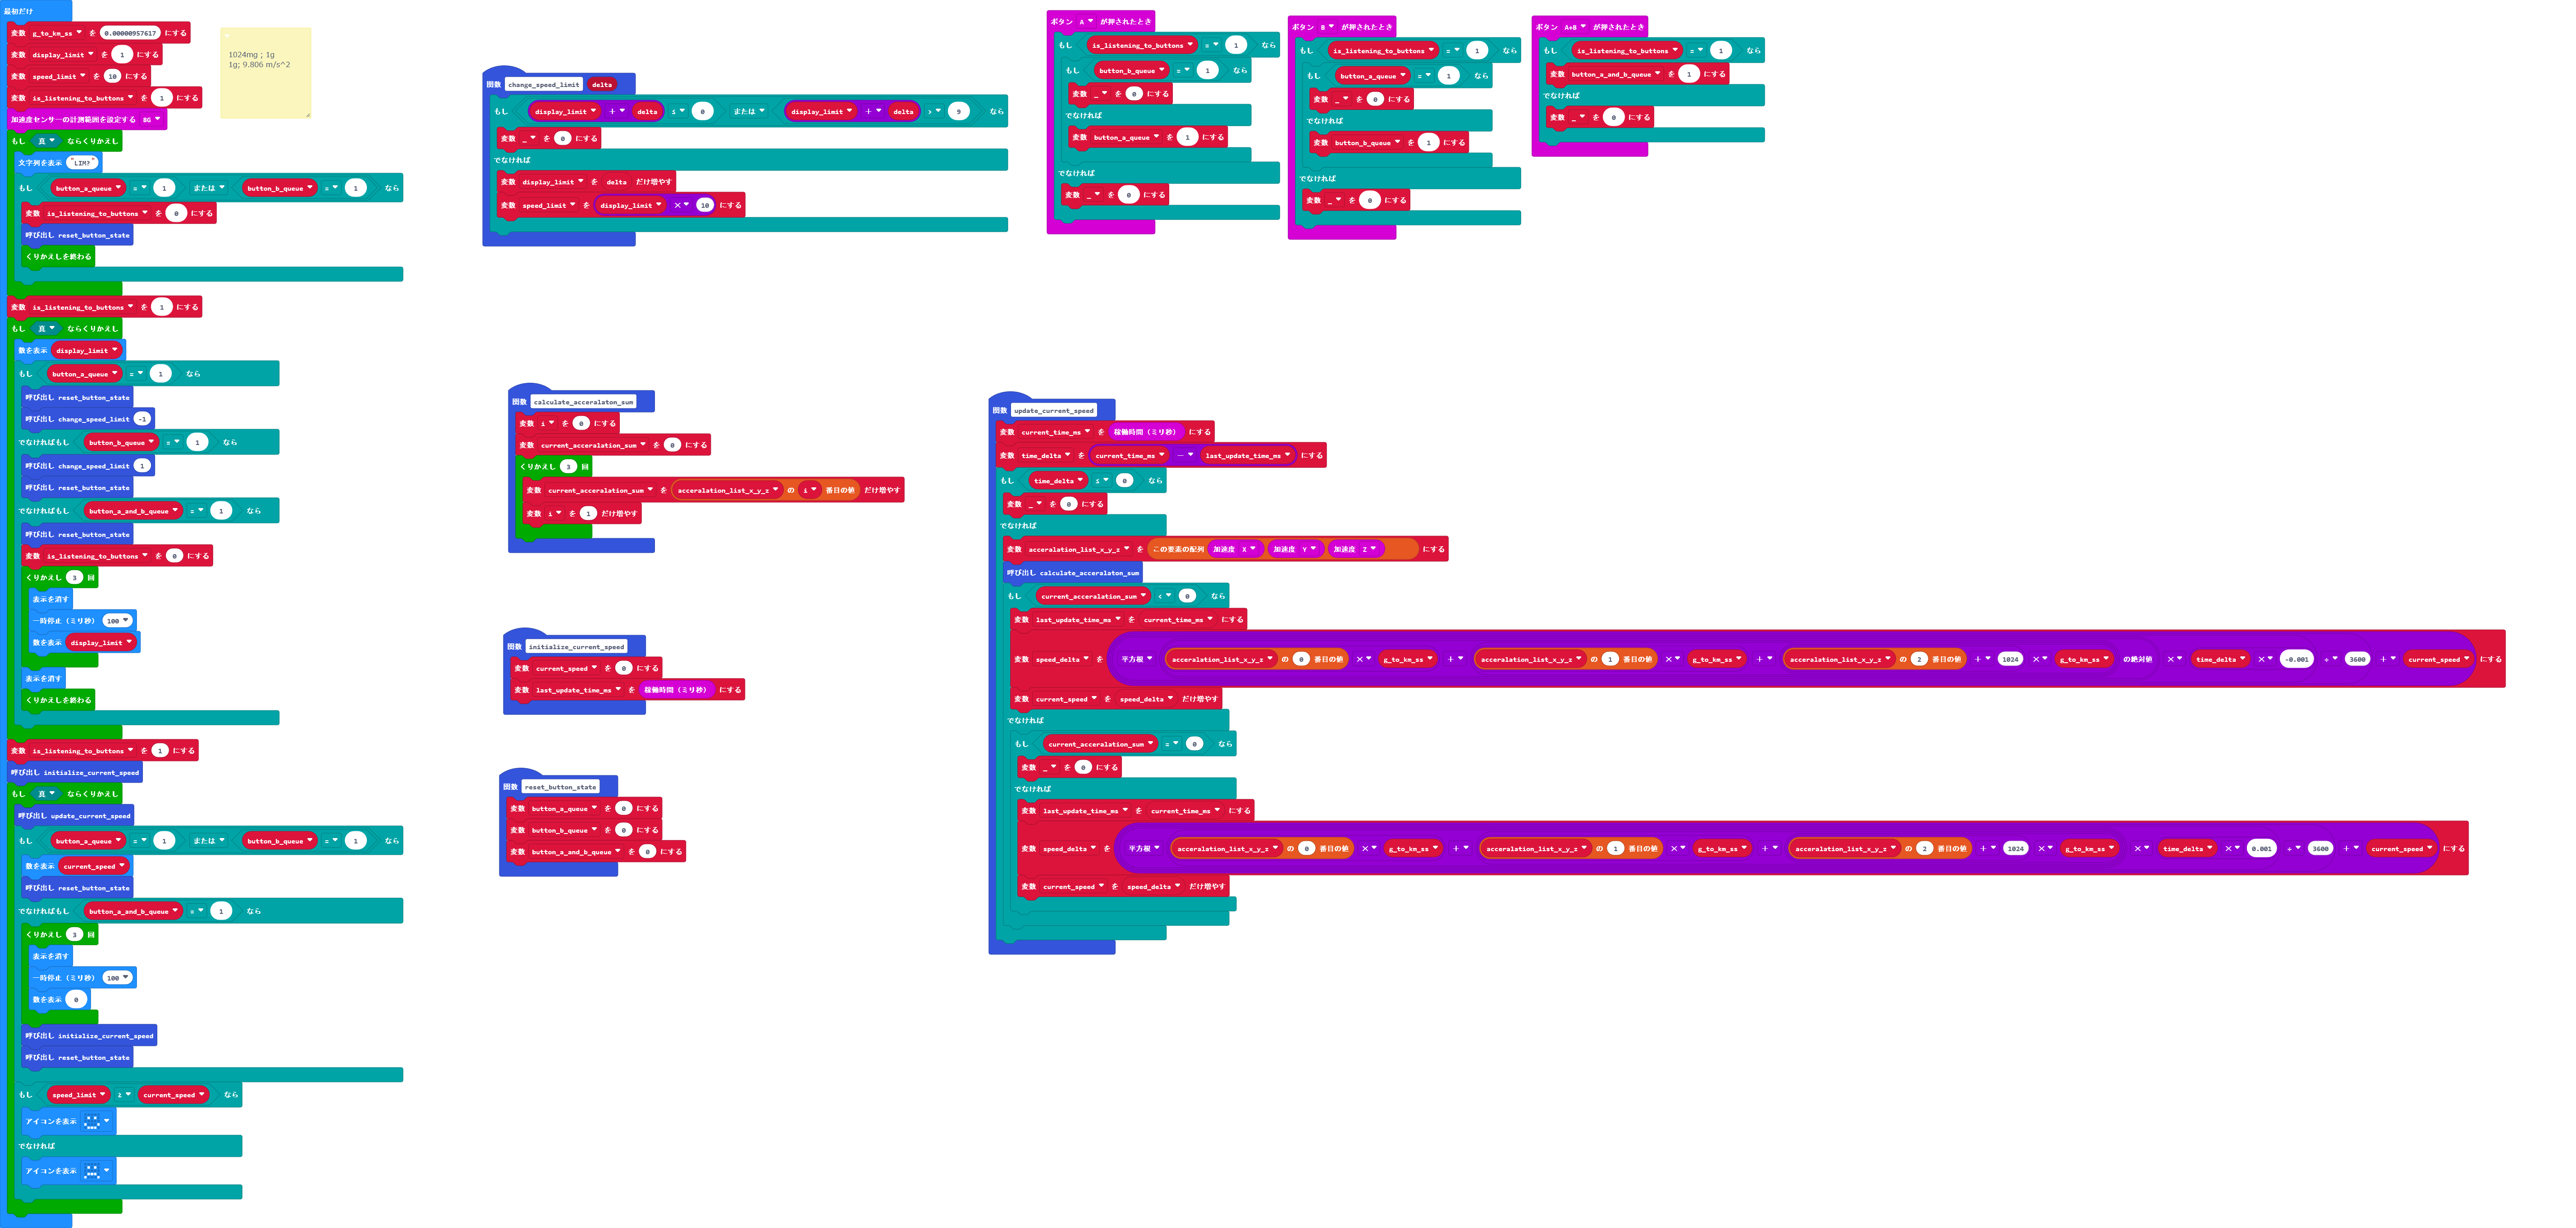 最初だけ
変数 g_to_km_ss を 0.00000957617 にする
変数 display_limit を 1 にする
変数 speed_limit を 10 にする
変数 is_listening_to_buttons を 1 にする
加速度センサーの計測範囲を設定する 8G
もし 真 ならくりかえし
文字列を表示 "LIM?"
もし button_a_queue = 1 または button_b_queue = 1 なら
変数 is_listening_to_buttons を 0 にする
呼び出し reset_button_state
くりかえしを終わる
変数 is_listening_to_buttons を 1 にする
もし 真 ならくりかえし
数を表示 display_limit
もし button_a_queue = 1 なら
呼び出し reset_button_state
呼び出し change_speed_limit -1
でなければもし button_b_queue = 1 なら
呼び出し change_speed_limit 1
呼び出し reset_button_state
でなければもし button_a_and_b_queue = 1 なら
呼び出し reset_button_state
変数 is_listening_to_buttons を 0 にする
くりかえし 3 回
表示を消す
一時停止（ミリ秒） 100
数を表示 display_limit
表示を消す
くりかえしを終わる
変数 is_listening_to_buttons を 1 にする
呼び出し initialize_current_speed
もし 真 ならくりかえし
呼び出し update_current_speed
もし button_a_queue = 1 または button_b_queue = 1 なら
数を表示 current_speed
呼び出し reset_button_state
でなければもし button_a_and_b_queue = 1 なら
くりかえし 3 回
表示を消す
一時停止（ミリ秒） 100
数を表示 0
呼び出し initialize_current_speed
呼び出し reset_button_state
もし speed_limit ≥ current_speed なら
アイコンを表示
でなければ
アイコンを表示
1024mg ; 1g
1g; 9.806 m/s^2
関数 change_speed_limit delta
もし display_limit + delta ≤ 0 または display_limit + delta > 9 なら
変数 _ を 0 にする
でなければ
変数 display_limit を delta だけ増やす
変数 speed_limit を display_limit × 10 にする
関数 calculate_acceralaton_sum
変数 i を 0 にする
変数 current_acceralation_sum を 0 にする
くりかえし 3 回
変数 current_acceralation_sum を acceralation_list_x_y_z の i 番目の値 だけ増やす
変数 i を 1 だけ増やす
関数 initialize_current_speed
変数 current_speed を 0 にする
変数 last_update_time_ms を 稼働時間（ミリ秒） にする
関数 reset_button_state
変数 button_a_queue を 0 にする
変数 button_b_queue を 0 にする
変数 button_a_and_b_queue を 0 にする
ボタン A が押されたとき
もし is_listening_to_buttons = 1 なら
もし button_b_queue = 1 なら
変数 _ を 0 にする
でなければ
変数 button_a_queue を 1 にする
でなければ
変数 _ を 0 にする
ボタン B が押されたとき
もし is_listening_to_buttons = 1 なら
もし button_a_queue = 1 なら
変数 _ を 0 にする
でなければ
変数 button_b_queue を 1 にする
でなければ
変数 _ を 0 にする
ボタン A+B が押されたとき
もし is_listening_to_buttons = 1 なら
変数 button_a_and_b_queue を 1 にする
でなければ
変数 _ を 0 にする
関数 update_current_speed
変数 current_time_ms を 稼働時間（ミリ秒） にする
変数 time_delta を current_time_ms - last_update_time_ms にする
もし time_delta ≤ 0 なら
変数 _ を 0 にする
でなければ
変数 acceralation_list_x_y_z を この要素の配列 加速度 X 加速度 Y 加速度 Z にする
呼び出し calculate_acceralaton_sum
もし current_acceralation_sum < 0 なら
変数 last_update_time_ms を current_time_ms にする
変数 speed_delta を 平方根 acceralation_list_x_y_z の 0 番目の値 × g_to_km_ss + acceralation_list_x_y_z の 1 番目の値 × g_to_km_ss + acceralation_list_x_y_z の 2 番目の値 + 1024 × g_to_km_ss の絶対値 × time_delta × -0.001 ÷ 3600 + current_speed にする
変数 current_speed を speed_delta だけ増やす
でなければ
もし current_acceralation_sum = 0 なら
変数 _ を 0 にする
でなければ
変数 last_update_time_ms を current_time_ms にする
変数 speed_delta を 平方根 acceralation_list_x_y_z の 0 番目の値 × g_to_km_ss + acceralation_list_x_y_z の 1 番目の値 × g_to_km_ss + acceralation_list_x_y_z の 2 番目の値 + 1024 × g_to_km_ss × time_delta × 0.001 ÷ 3600 + current_speed にする
変数 current_speed を speed_delta だけ増やす